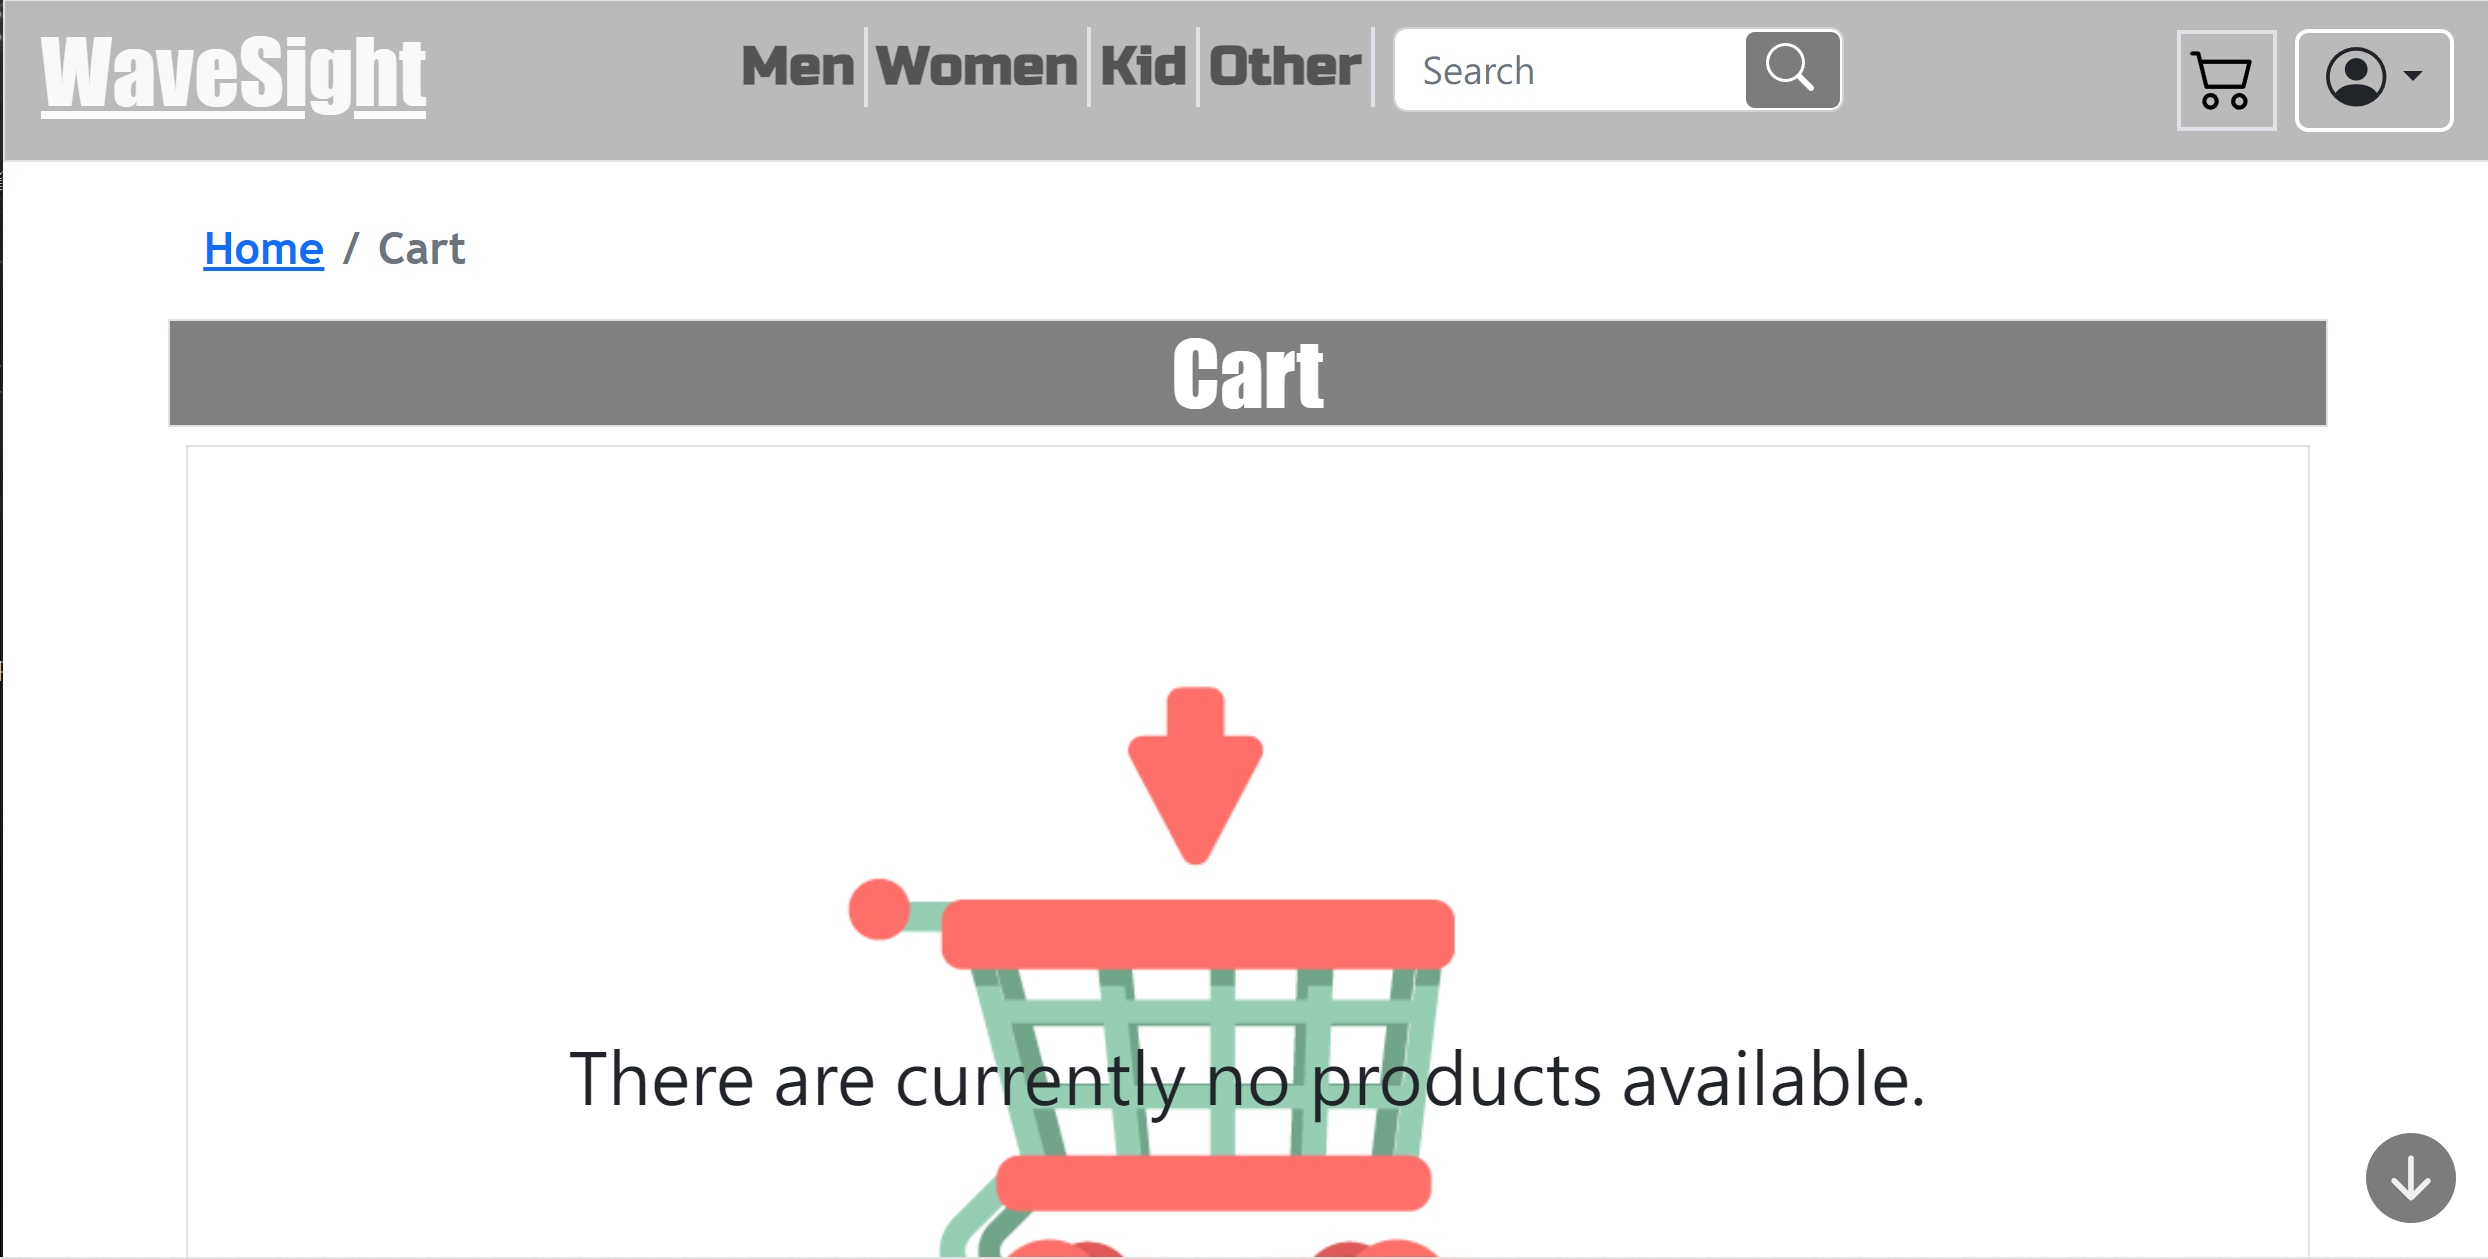 WaveSight
Men Women Kid Other Search
Home / Cart
Cart
There are currently no products available.